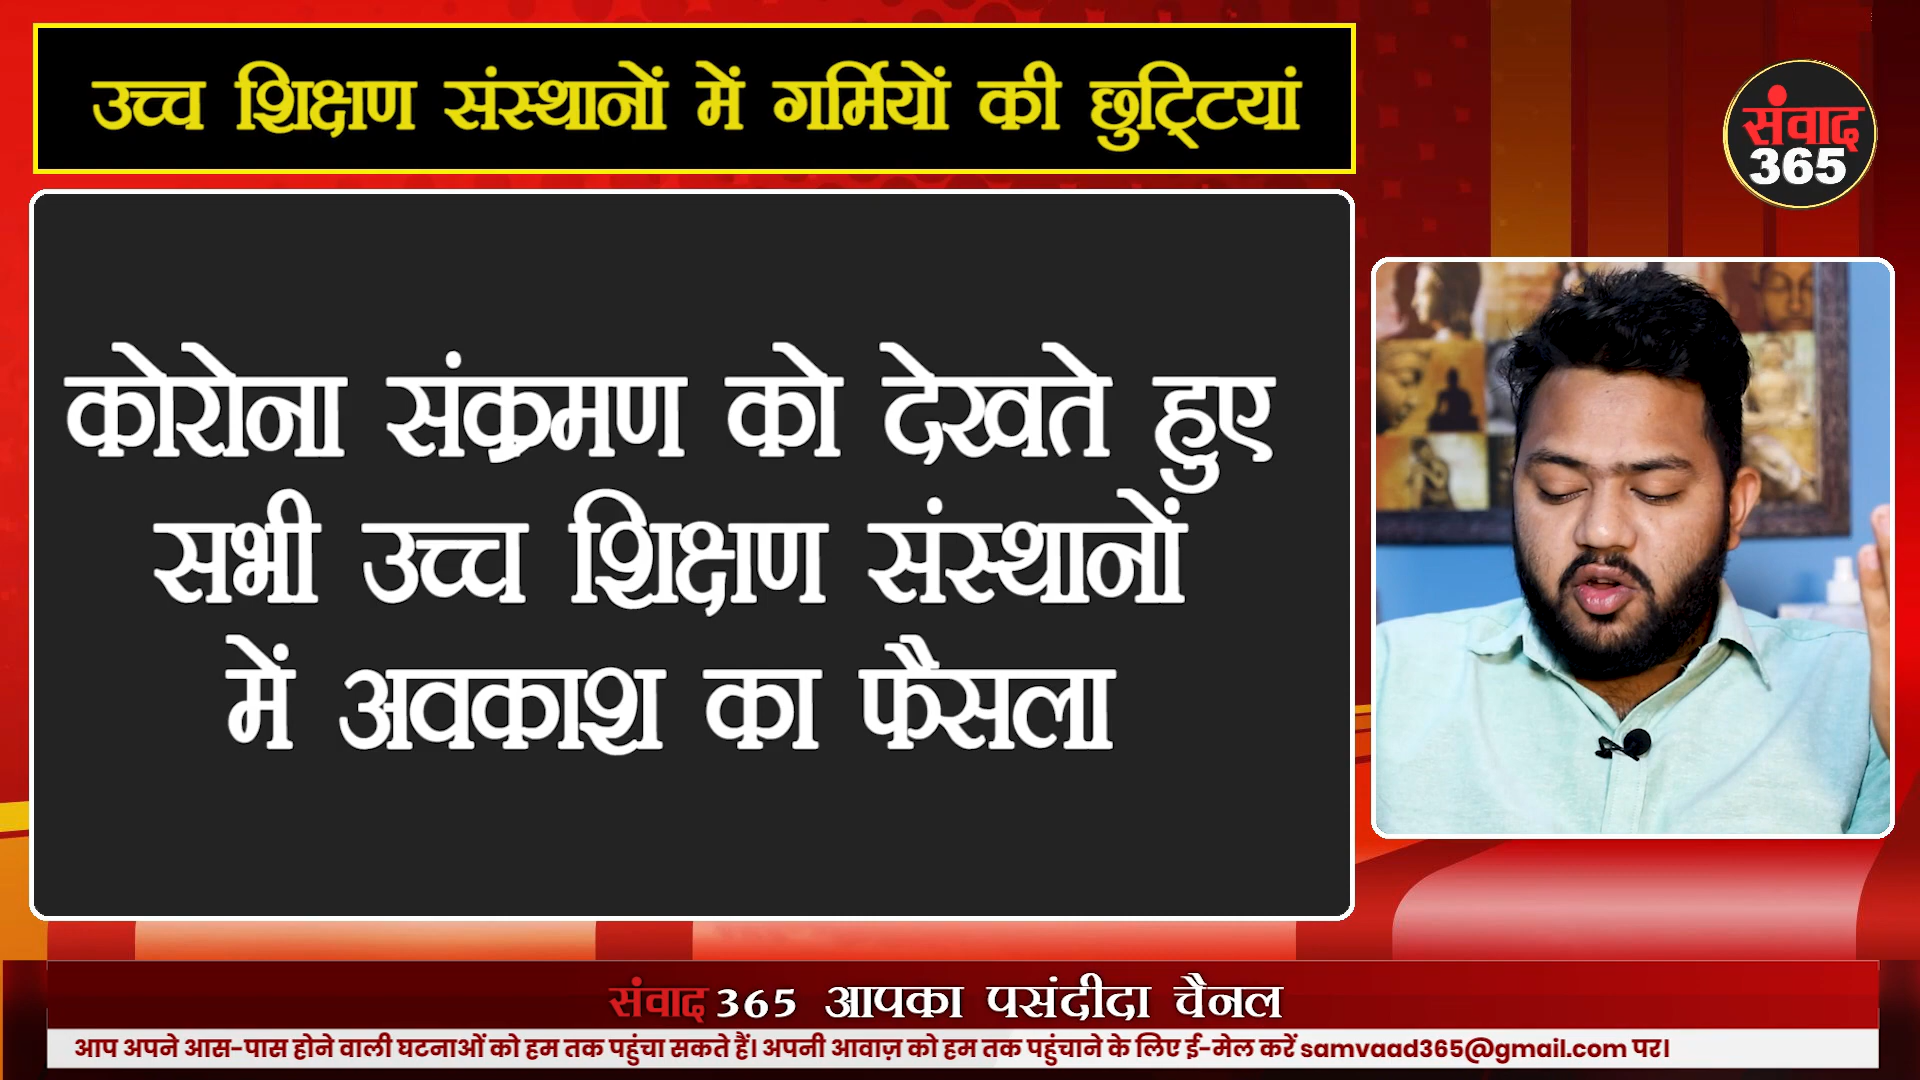 उच्च शिक्षण संस्थानों में गर्मियों की छुट्टियां
संवाद
365
कोरोना संक्रमण को देखते हुए
सभी उच्च शिक्षण संस्थानों
में अवकाश का फैसला
संवाद 365 आपका पसंदीदा चैनल
आप अपने आस-पास होने वाली घटनाओं को हम तक पहुंचा सकते हैं। अपनी आवाज़ को हम तक पहुंचाने के लिए ई-मेल करें samvaad365@gmail.com पर।